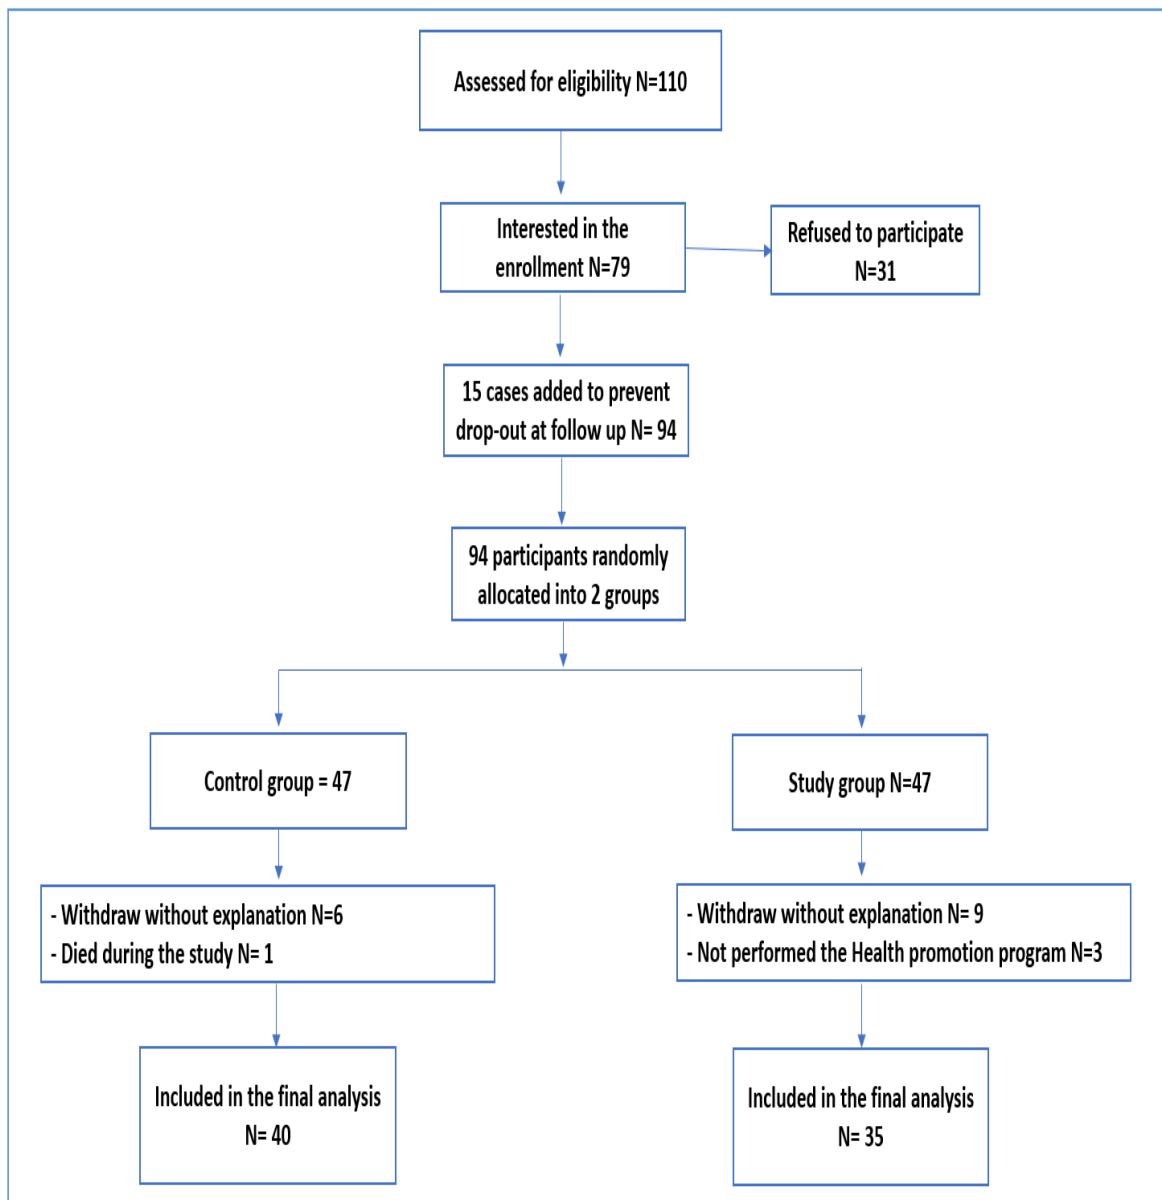 Assessed for eligibility N=110
Interested in the
enrollment N=79
Refused to participate
N=31
15 cases added to prevent
drop-out at follow up N= 94
94 participants randomly
allocated into 2 groups
Control group = 47
Study group N=47
- Withdraw without explanation N=6
- Died during the study N= 1
- Withdraw without explanation N= 9
- Not performed the Health promotion program N=3
Included in the final analysis
N= 40
Included in the final analysis
N= 35